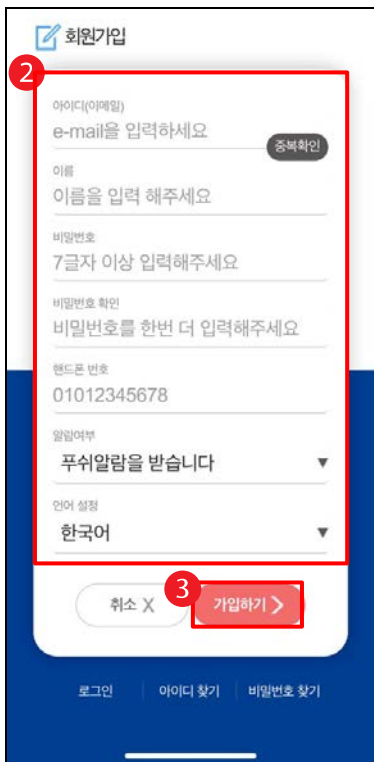 회원가입
2
아이디(이메일)
e-mail을 입력하세요
중복확인
이름
이름을 입력 해주세요
비밀번호
7글자 이상 입력해주세요
비밀번호 확인
비밀번호를 한번 더 입력해주세요
핸드폰 번호
01012345678
알림여부
푸쉬알람을 받습니다 ▼
언어 설정
한국어 ▼
취소 X
3
가입하기 >
로그인 아이디 찾기 비밀번호 찾기